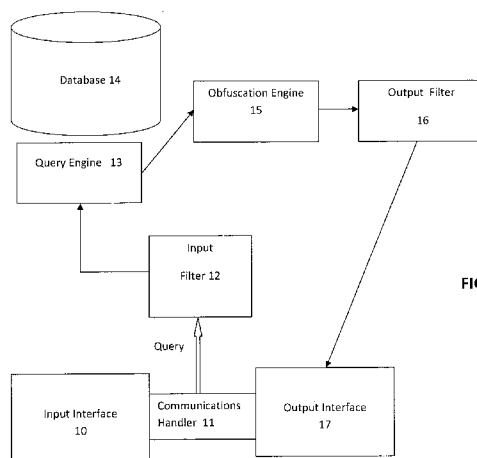 Database 14
Obfuscation Engine
15
Output Filter
16
Query Engine 13
Input
Filter 12
FIG
Query
Input Interface
10
Communications
Handler 11
Output Interface
17